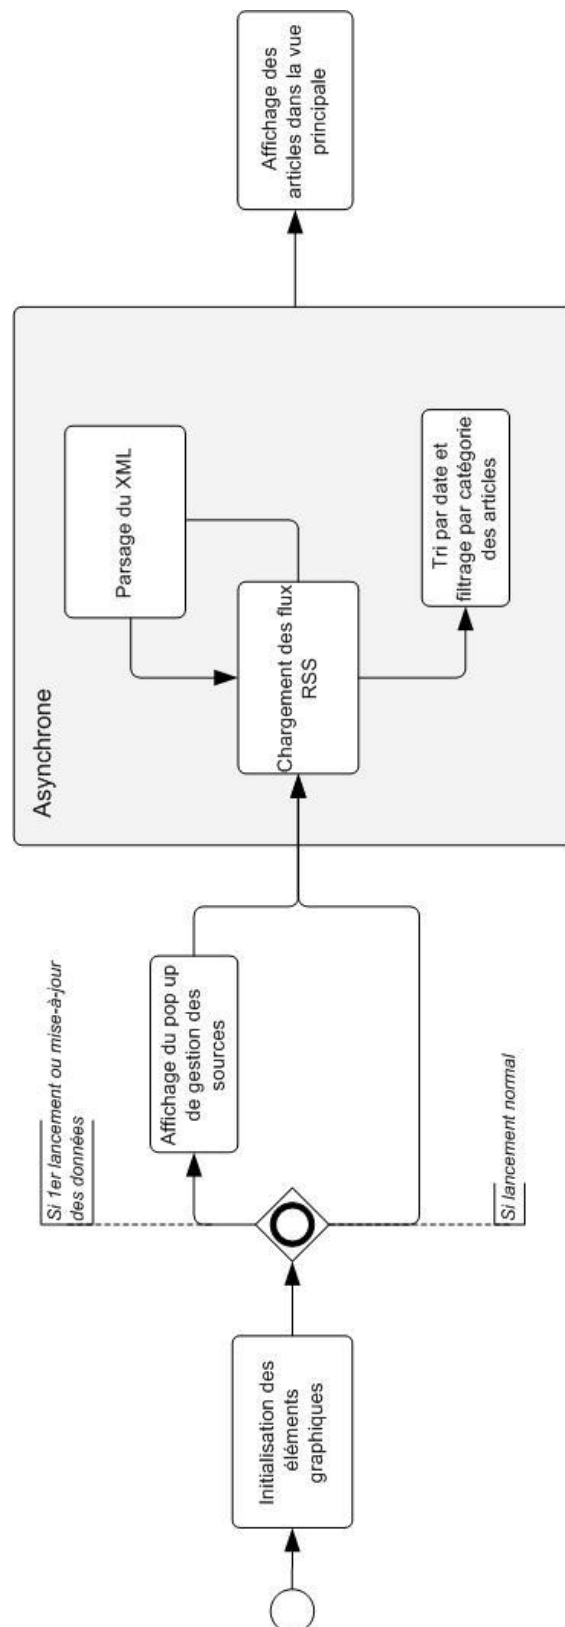 Initialisation des
éléments
graphiques
Si 1er lancement ou mise-à-jour
des données
Affichage du pop up
de gestion des
sources
Si lancement normal
Asynchrone
Parsage du XML
Chargement des flux
RSS
Tri par date et
filtrage par catégorie
des articles
Affichage des
articles dans la vue
principale